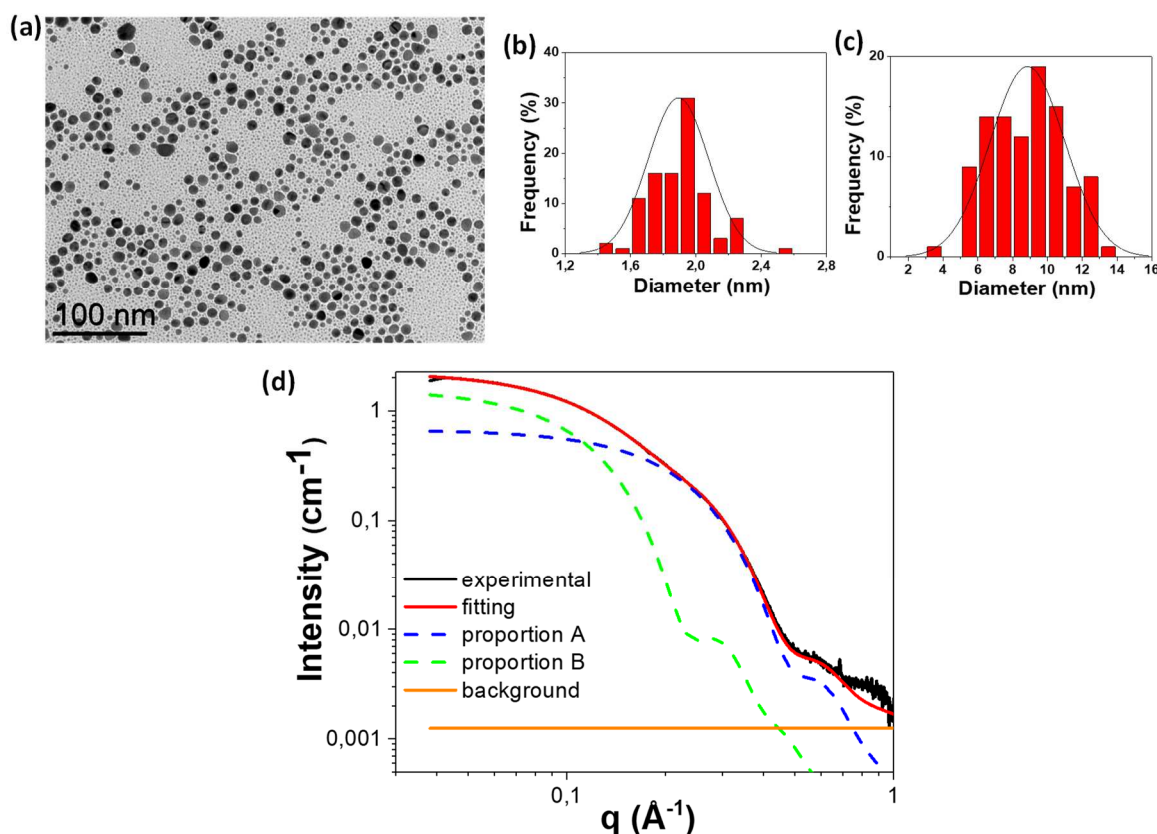 (a)
100 nm
(b)
Frequency (%)
40
30
20
10
0
1,2
1,6
2,0
2,4
2,8
Diameter (nm)
(c)
Frequency (%)
20
10
0
2
4
6
8
10
12
14
16
Diameter (nm)
(d)
Intensity (cm-1)
1
0,1
0,01
0,001
experimental
fitting
proportion A
proportion B
background
0,1
1
q (Å-1)